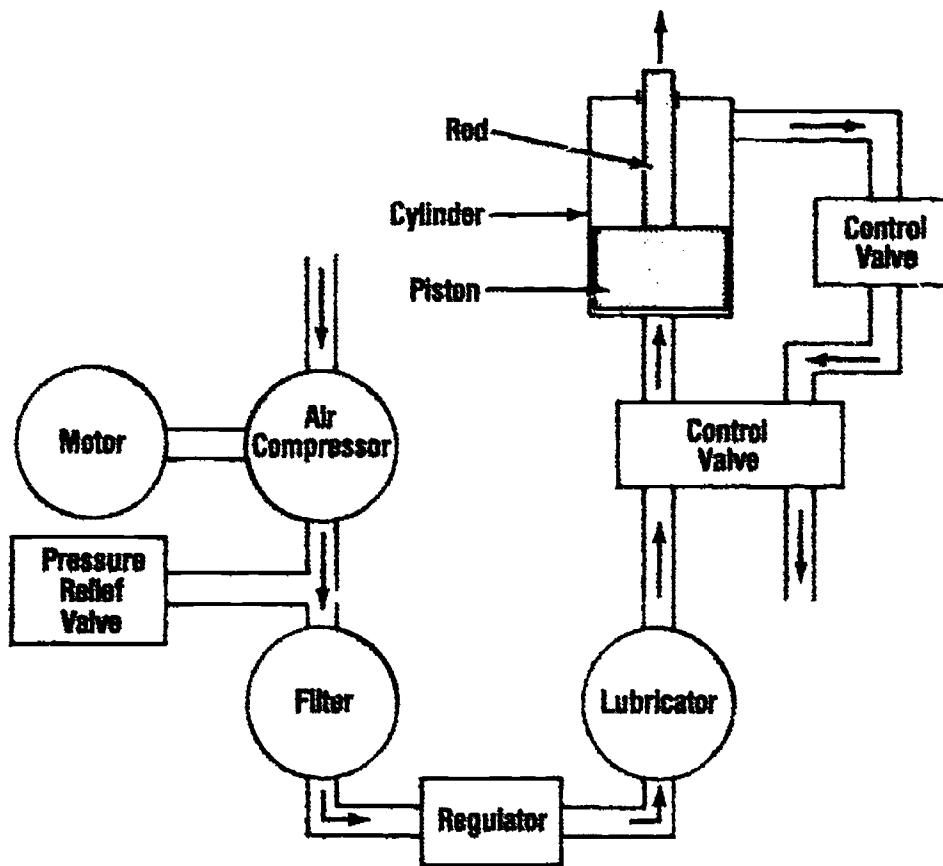 Rod
Cylinder
Piston
Control
Valve
Motor
Air
Compressor
Control
Valve
Pressure
Relief
Valve
Filter
Lubricator
Regulator